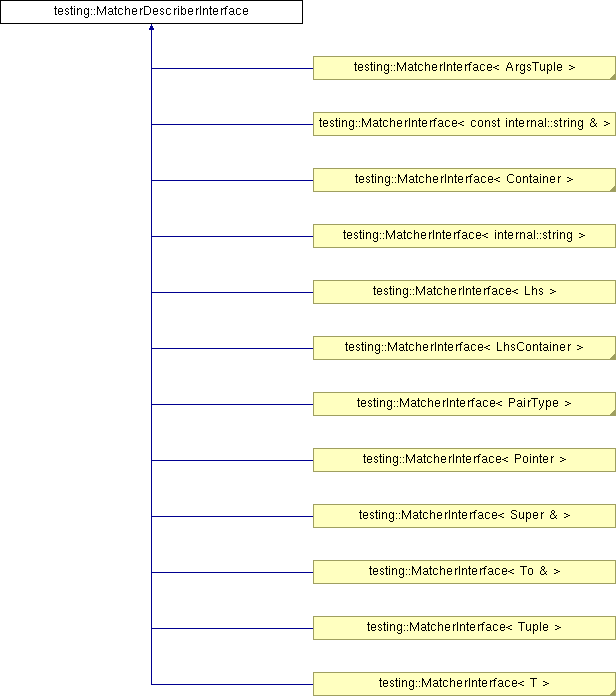 testing::MatcherDescriberInterface
testing::MatcherInterface< ArgsTuple >
testing::MatcherInterface< const internal::string & >
testing::MatcherInterface< Container >
testing::MatcherInterface< internal::string >
testing::MatcherInterface< Lhs >
testing::MatcherInterface< LhsContainer >
testing::MatcherInterface< PairType >
testing::MatcherInterface< Pointer >
testing::MatcherInterface< Super & >
testing::MatcherInterface< To & >
testing::MatcherInterface< Tuple >
testing::MatcherInterface< T >